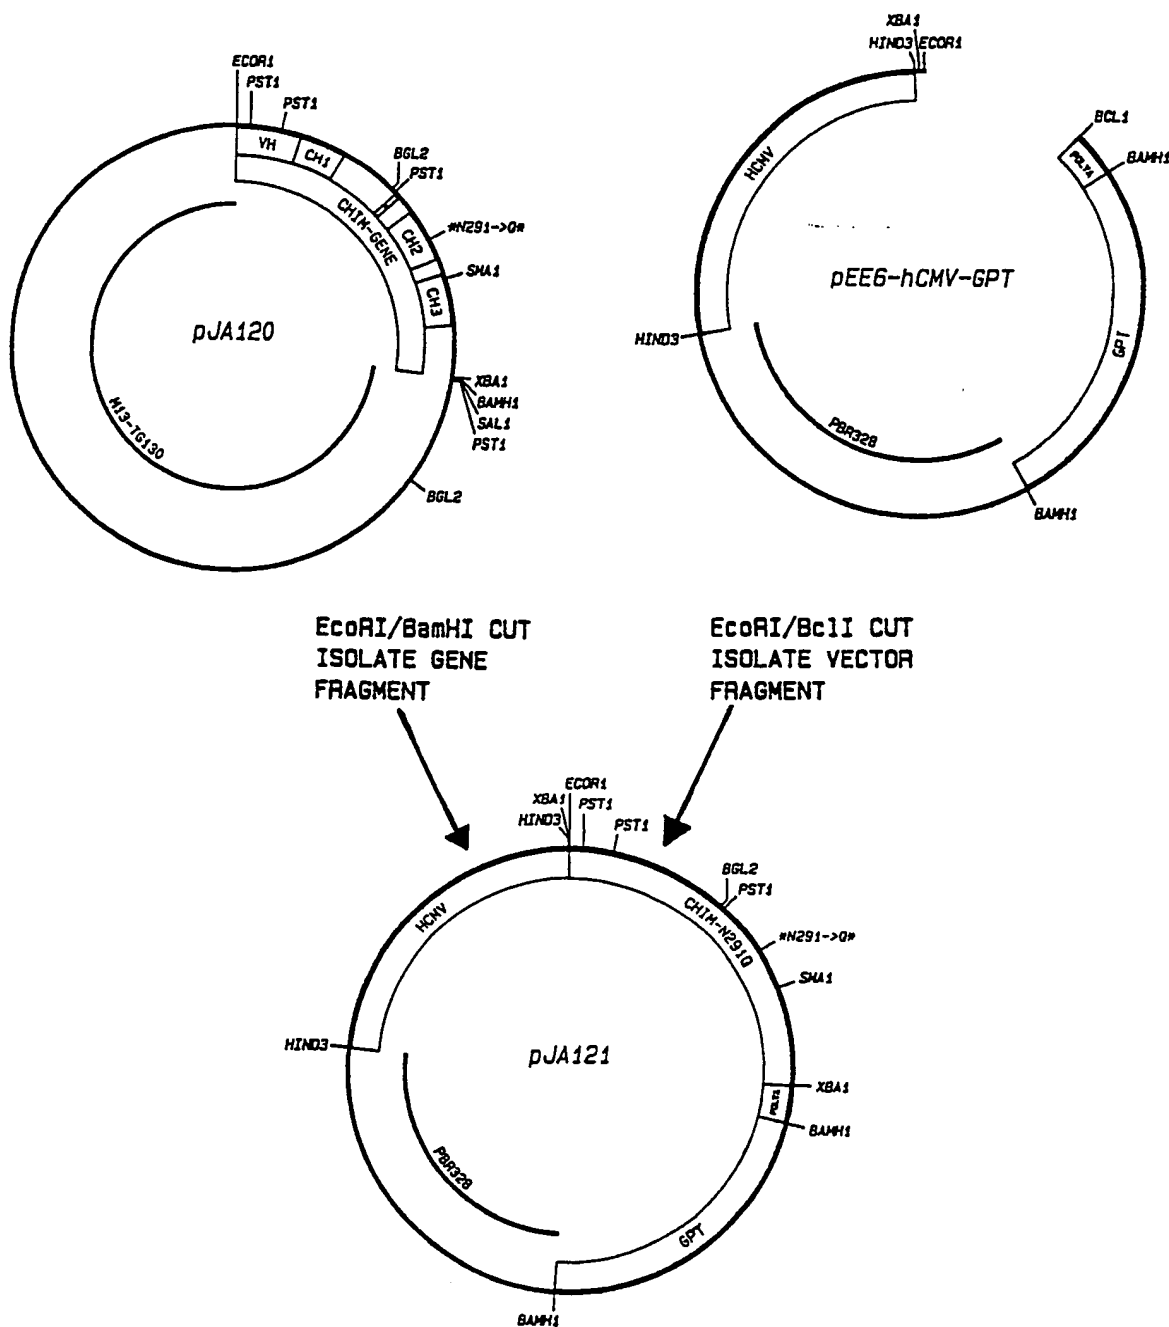 ECOR1
PST1
PST1
BGL2
PST1
*N291->Q*
SMA1
VH
CH1
CH2
CH3
CHIM-GENE
pJA120
M13-TG130
XBA1
BAMH1
SAL1
PST1
BGL2
XBA1
HIND3
ECOR1
BCL1
BAMH1
POLYA
HCMV
pEE6-hCMV-GPT
GPT
HIND3
PBR328
BAMH1
EcoRI/BamHI CUT
ISOLATE GENE
FRAGMENT
EcoRI/BclI CUT
ISOLATE VECTOR
FRAGMENT
ECOR1
XBA1
PST1
HIND3
PST1
BGL2
PST1
CHIM-N291Q
*N291->Q*
SMA1
HCMV
HIND3
pJA121
XBA1
POLYA
BAMH1
PBR328
GPT
BAMH1